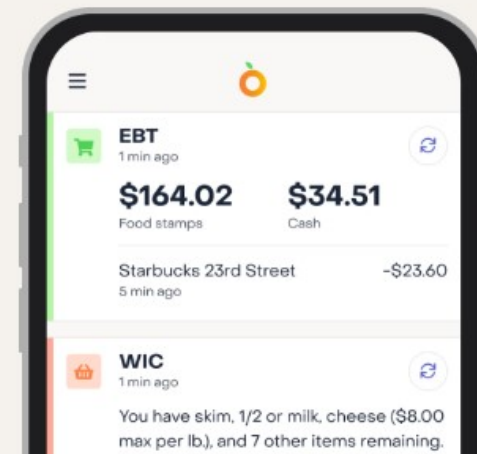 EBT
1 min ago
$164.02 $34.51
Food stamps Cash
Starbucks 23rd Street -$23.60
5 min ago
WIC
1 min ago
You have skim, 1/2 or milk, cheese ($8.00
max per lb.), and 7 other items remaining.